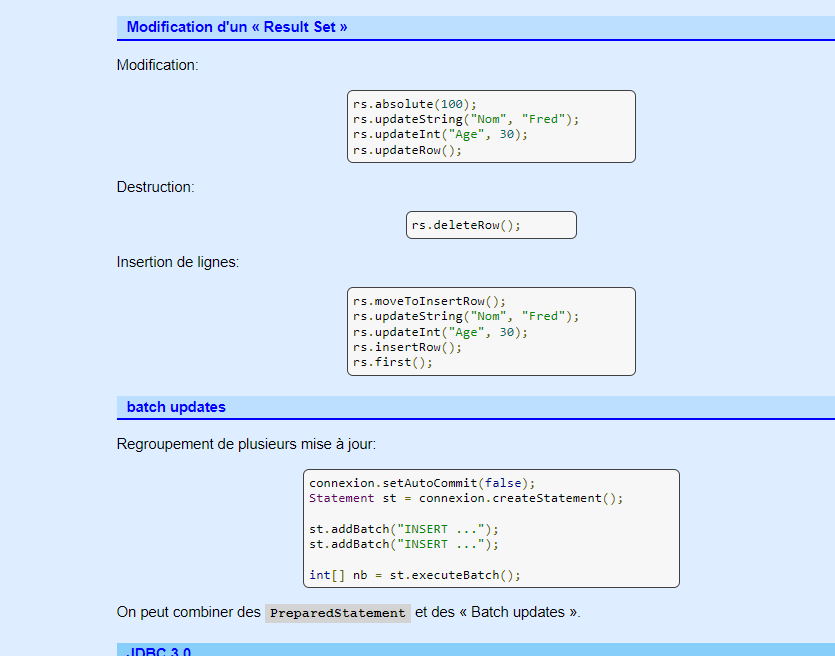 Modification d'un « Result Set »
Modification:
rs.absolute(100);
rs.updateString("Nom", "Fred");
rs.updateInt("Age", 30);
rs.updateRow();
Destruction:
rs.deleteRow();
Insertion de lignes:
rs.moveToInsertRow();
rs.updateString("Nom", "Fred");
rs.updateInt("Age", 30);
rs.insertRow();
rs.first();
batch updates
Regroupement de plusieurs mise à jour:
connexion.setAutoCommit(false);
Statement st = connexion.createStatement();
st.addBatch("INSERT ...");
st.addBatch("INSERT ...");
int[] nb = st.executeBatch();
On peut combiner des PreparedStatement et des « Batch updates ».
JDBC 3.0